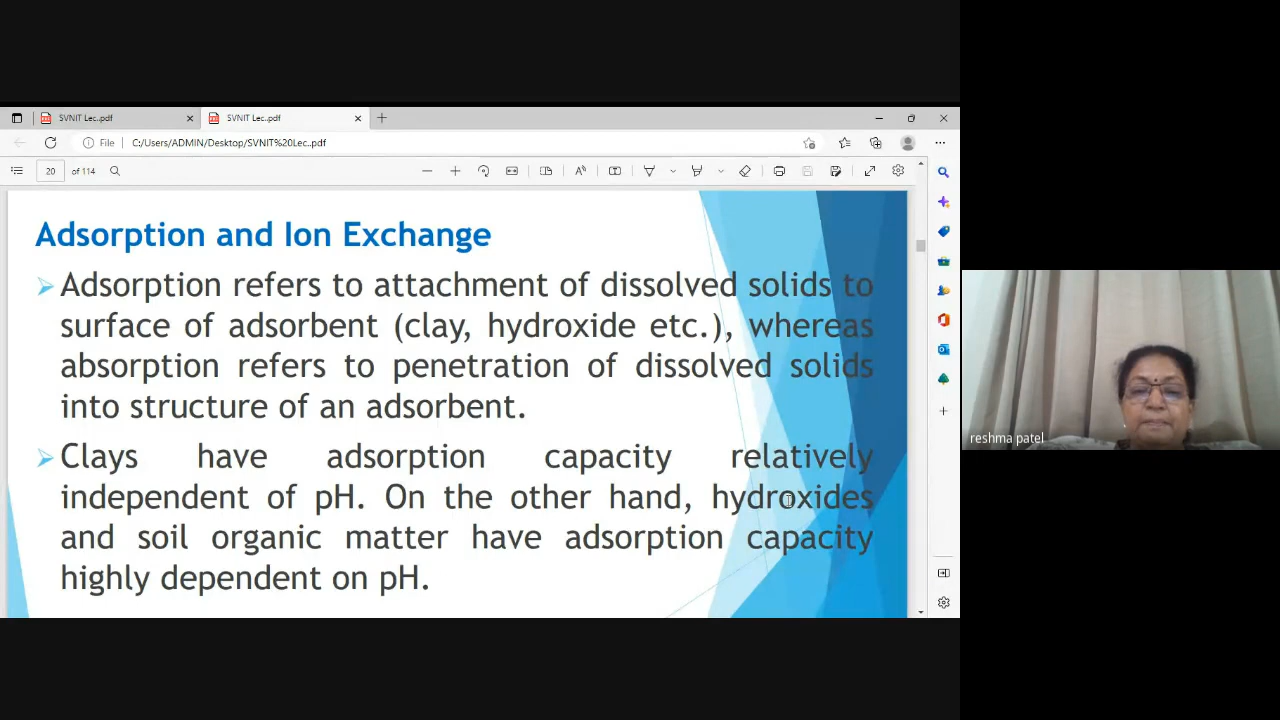 SVNIT Lec..pdf
SVNIT Lec..pdf
File
C:/Users/ADMIN/Desktop/SVNIT%20Lec..pdf
20 of 114
Adsorption and Ion Exchange
Adsorption refers to attachment of dissolved solids to
surface of adsorbent (clay, hydroxide etc.), whereas
absorption refers to penetration of dissolved solids
into structure of an adsorbent.
Clays have adsorption capacity relatively
independent of pH. On the other hand, hydroxides
and soil organic matter have adsorption capacity
highly dependent on pH.
reshma patel